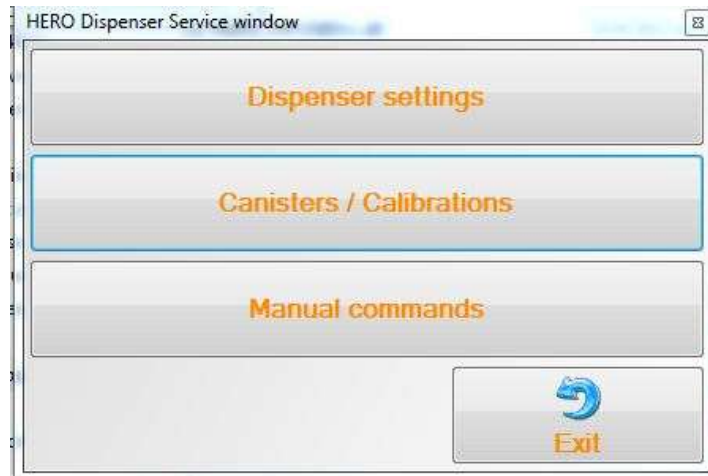 HERO Dispenser Service window
Dispenser settings
Canisters / Calibrations
Manual commands
Exit